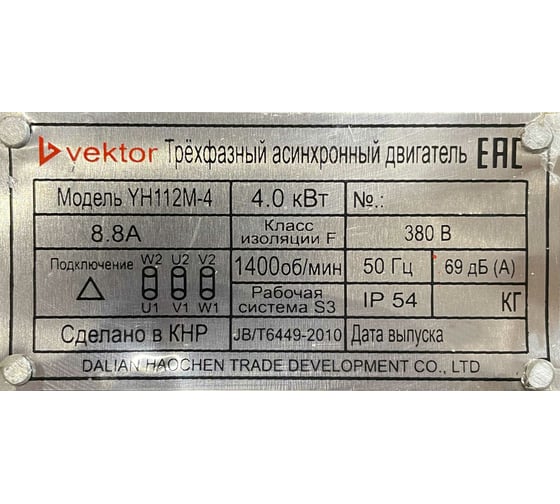 vektor Трёхфазный асинхронный двигатель EAC
Модель YH112M-4 4.0 кВт №.:
8.8А Класс изоляции F 380 В
Подключение W2 U2 V2 U1 V1 W1 1400об/мин 50 Гц 69 дБ (А)
Рабочая система S3 IP 54 КГ
Сделано в КНР JB/T6449-2010 Дата выпуска
DALIAN HAOCHEN TRADE DEVELOPMENT CO., LTD